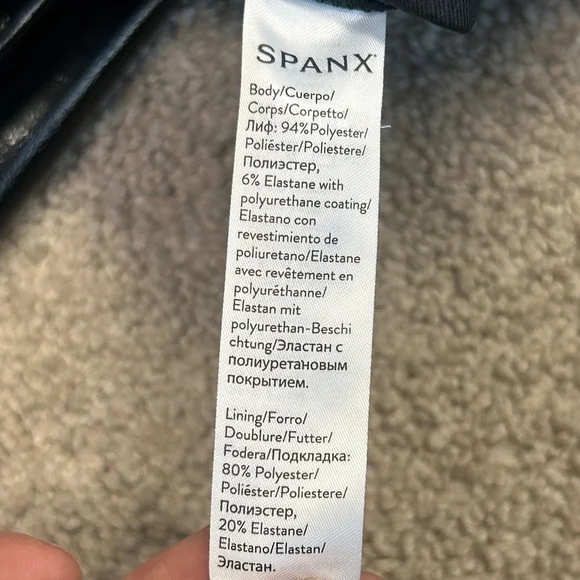 SPANX
Body/Cuerpo/
Corps/Corpetto/
Лиф: 94%Polyester/
Poliéster/Poliestere/
Полиэстер,
6% Elastane with
polyurethane coating/
Elastano con
revestimiento de
poliuretano/Elastane
avec revêtement en
polyuréthanne/
Elastan mit
polyurethan-Beschi
chtung/Эластан с
полиуретановым
покрытием.
Lining/Forro/
Doublure/Futter/
Fodera/Подкладка:
80% Polyester/
Poliéster/Poliestere/
Полиэстер,
20% Elastane/
Elastano/Elastan/
Эластан.